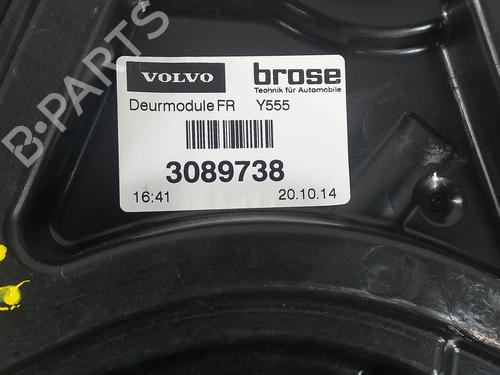 VOLVO
brose
Technik für Automobile
Deurmodule FR Y555
3089738
16:41 20.10.14
B-PARTS